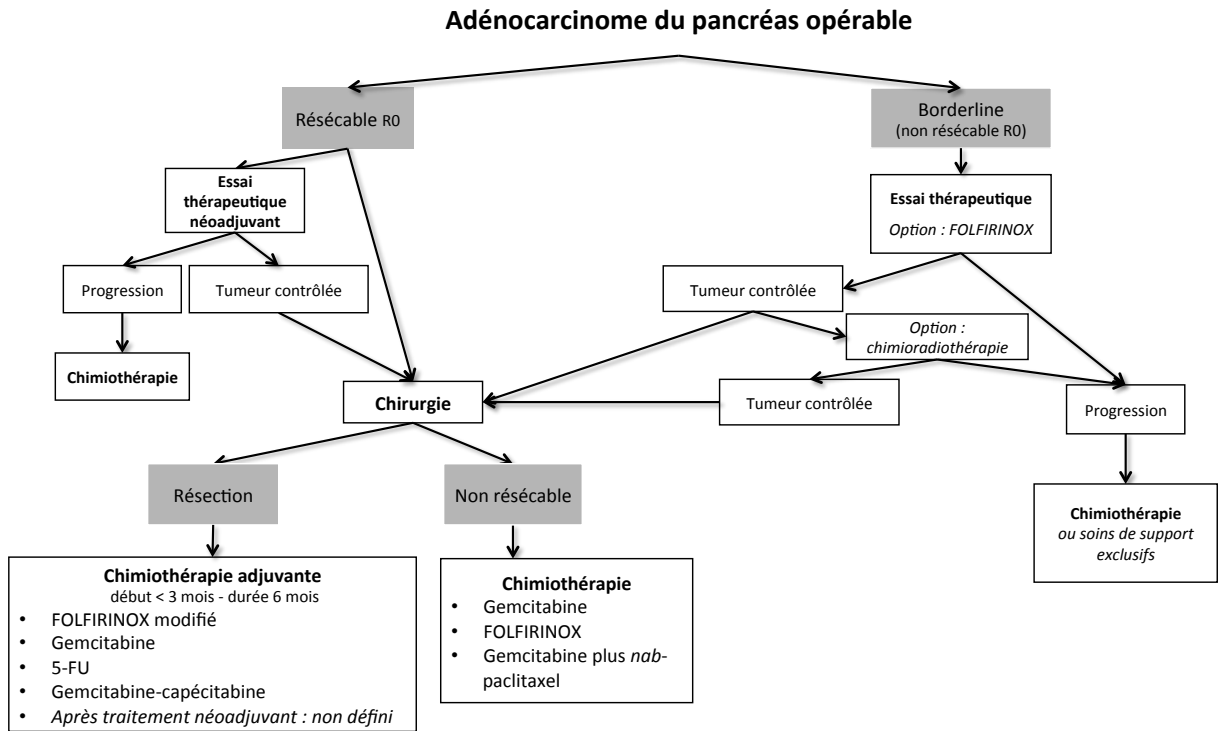 Adénocarcinome du pancréas opérable
Résécable R0
Borderline
(non résécable R0)
Essai
thérapeutique
néoadjuvant
Essai thérapeutique
Option : FOLFIRINOX
Progression
Tumeur contrôlée
Tumeur contrôlée
Option :
chimioradiothérapie
Chimiothérapie
Chirurgie
Tumeur contrôlée
Progression
Résection
Non résécable
Chimiothérapie
ou soins de support
exclusifs
Chimiothérapie adjuvante
début < 3 mois - durée 6 mois
• FOLFIRINOX modifié
• Gemcitabine
• 5-FU
• Gemcitabine-capécitabine
• Après traitement néoadjuvant : non défini
Chimiothérapie
• Gemcitabine
• FOLFIRINOX
• Gemcitabine plus nab-
paclitaxel